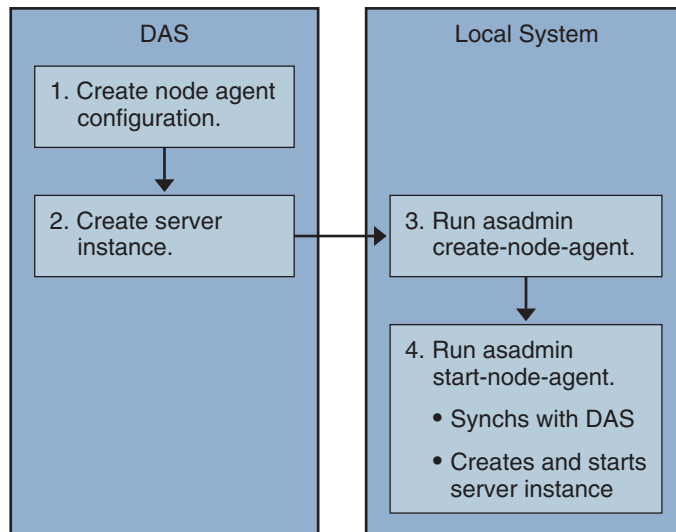 DAS
1. Create node agent
configuration.
2. Create server
instance.
Local System
3. Run asadmin
create-node-agent.
4. Run asadmin
start-node-agent.
• Synchs with DAS
• Creates and starts
server instance